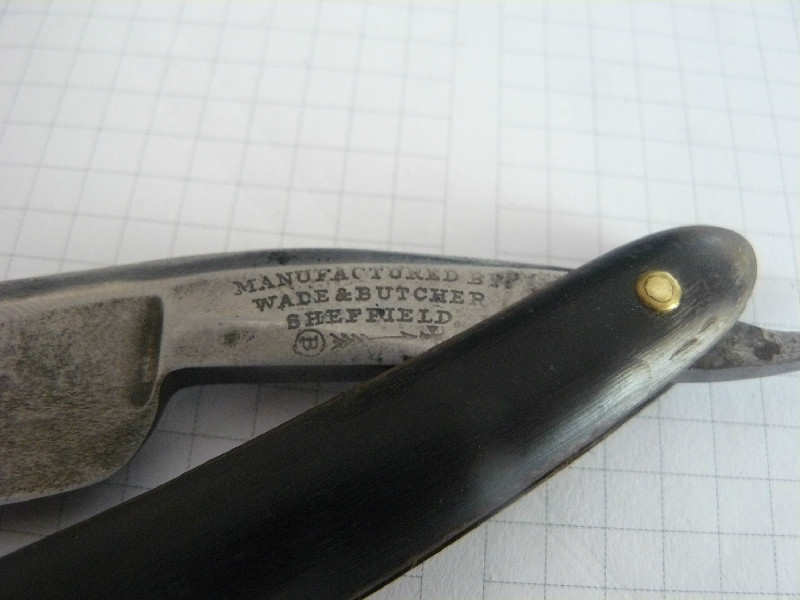 MANUFACTURED BY
WADE & BUTCHER
SHEFFIELD
B